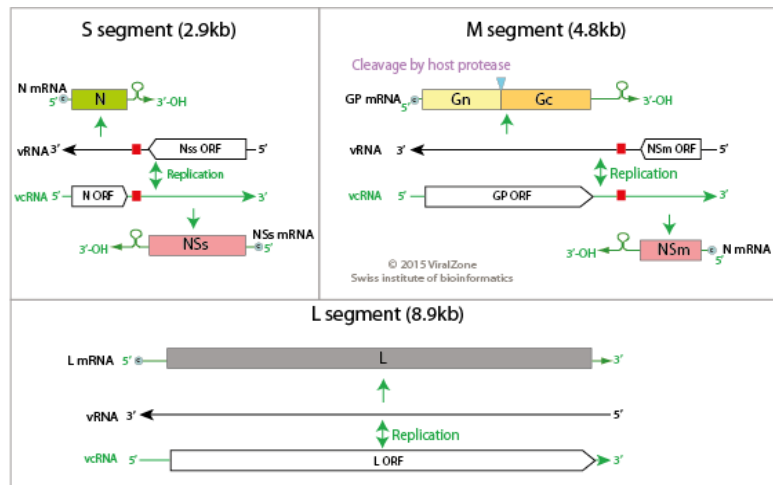 S segment (2.9kb)
N mRNA
5' c N 3'-OH
vRNA 3' Nss ORF 5'
Replication
vcRNA 5' N ORF 3'
NSs mRNA
3'-OH NSs c 5'
M segment (4.8kb)
Cleavage by host protease
GP mRNA 5' c Gn Gc 3'-OH
vRNA 3' NSm ORF 5'
Replication
vcRNA 5' GP ORF 3'
3'-OH NSm c N mRNA
5'
© 2015 ViralZone
Swiss institute of bioinformatics
L segment (8.9kb)
L mRNA 5' c L 3'
vRNA 3' 5'
Replication
vcRNA 5' L ORF 3'